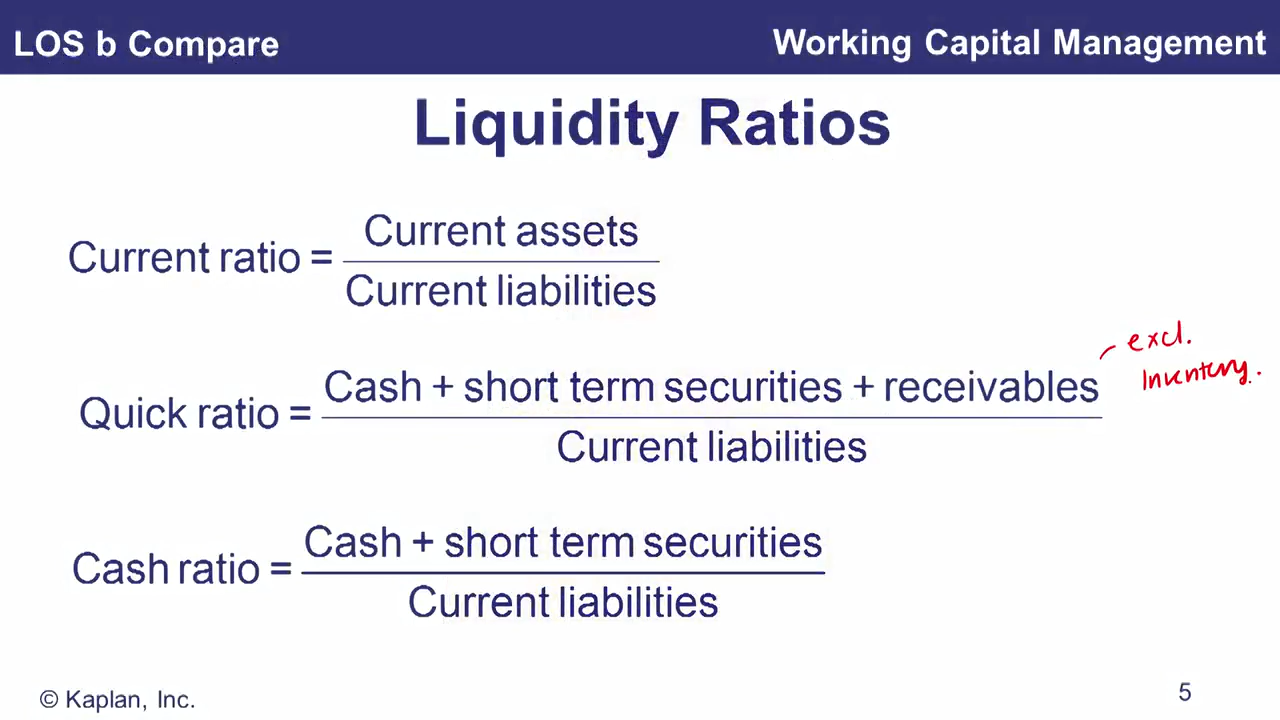 LOS b Compare
Working Capital Management
Liquidity Ratios
Current ratio = Current assets
Current liabilities
excl.
Inventory.
Quick ratio = Cash + short term securities + receivables
Current liabilities
Cash ratio = Cash + short term securities
Current liabilities
© Kaplan, Inc.
5